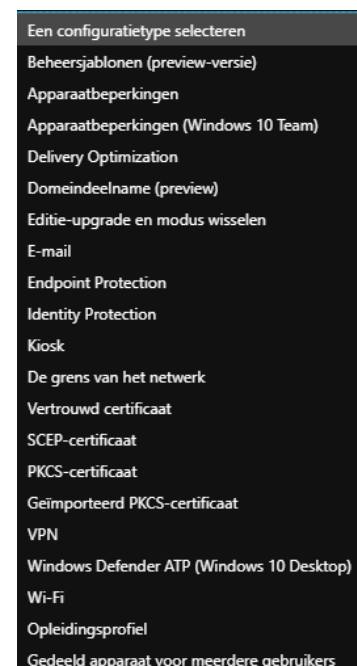 Een configuratietype selecteren
Beheersjablonen (preview-versie)
Apparaatbeperkingen
Apparaatbeperkingen (Windows 10 Team)
Delivery Optimization
Domeindeelname (preview)
Editie-upgrade en modus wisselen
E-mail
Endpoint Protection
Identity Protection
Kiosk
De grens van het netwerk
Vertrouwd certificaat
SCEP-certificaat
PKCS-certificaat
Geïmporteerd PKCS-certificaat
VPN
Windows Defender ATP (Windows 10 Desktop)
Wi-Fi
Opleidingsprofiel
Gedeeld apparaat voor meerdere gebruikers